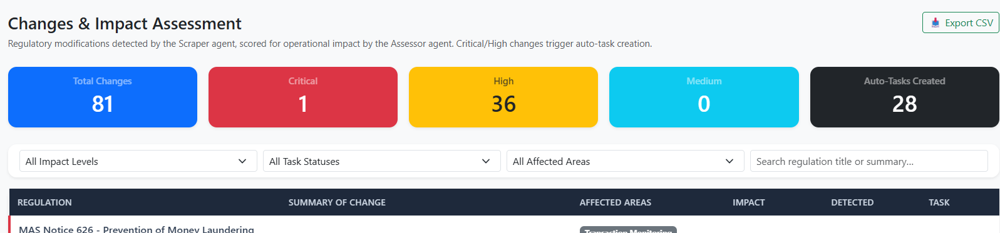 Changes & Impact Assessment
Export CSV
Regulatory modifications detected by the Scraper agent, scored for operational impact by the Assessor agent. Critical/High changes trigger auto-task creation.
Total Changes
81
Critical
1
High
36
Medium
0
Auto-Tasks Created
28
All Impact Levels
All Task Statuses
All Affected Areas
Search regulation title or summary...
REGULATION SUMMARY OF CHANGE AFFECTED AREAS IMPACT DETECTED TASK
MAS Notice 626 - Prevention of Money Laundering
Transaction Monitoring